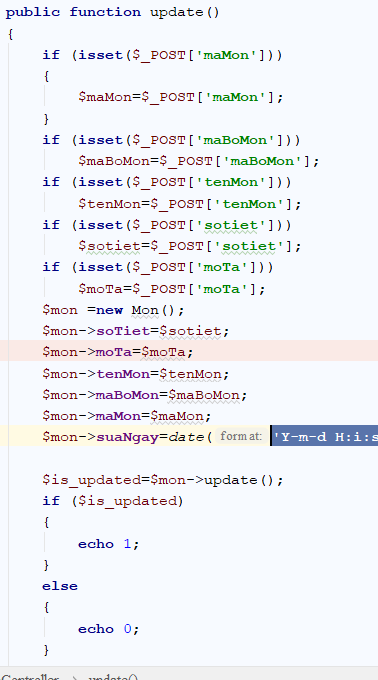 public function update()
{
if (isset($_POST['maMon']))
{
$maMon=$_POST['maMon'];
}
if (isset($_POST['maBoMon']))
$maBoMon=$_POST['maBoMon'];
if (isset($_POST['tenMon']))
$tenMon=$_POST['tenMon'];
if (isset($_POST['sotiet']))
$sotiet=$_POST['sotiet'];
if (isset($_POST['moTa']))
$moTa=$_POST['moTa'];
$mon =new Mon();
$mon->soTiet=$sotiet;
$mon->moTa=$moTa;
$mon->tenMon=$tenMon;
$mon->maBoMon=$maBoMon;
$mon->maMon=$maMon;
$mon->suaNgay=date( format: 'Y-m-d H:i:s
$is_updated=$mon->update();
if ($is_updated)
{
echo 1;
}
else
{
echo 0;
}
update()